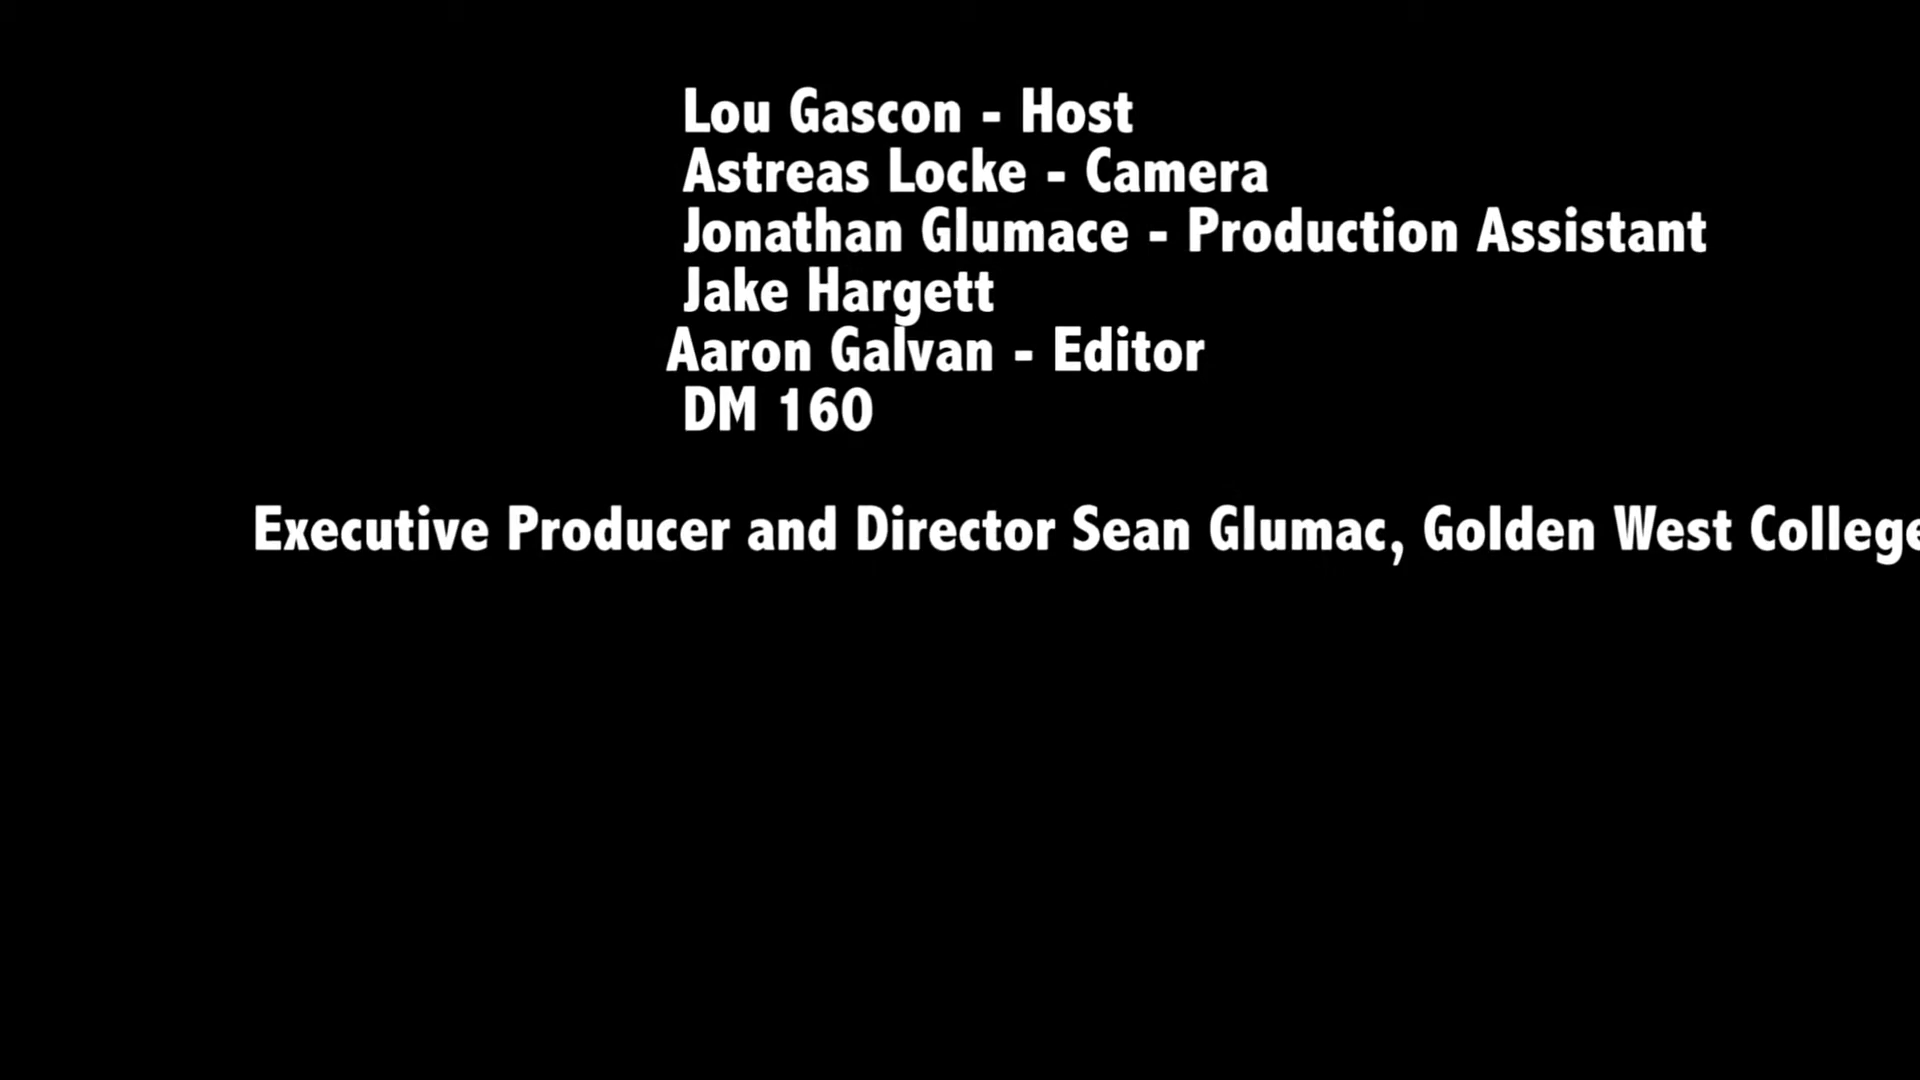 Lou Gascon - Host
Astreas Locke - Camera
Jonathan Glumace - Production Assistant
Jake Hargett
Aaron Galvan - Editor
DM 160
Executive Producer and Director Sean Glumac, Golden West College